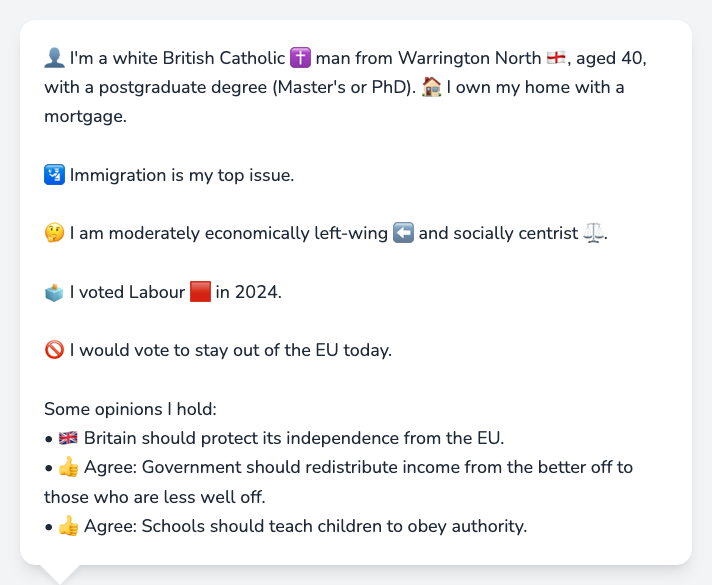 👤 I'm a white British Catholic ✝️ man from Warrington North 🏴󠁧󠁢󠁥󠁮󠁧󠁿, aged 40,
with a postgraduate degree (Master's or PhD). 🏠 I own my home with a
mortgage.
🛂 Immigration is my top issue.
🤔 I am moderately economically left-wing ⬅️ and socially centrist ⚖️.
🗳️ I voted Labour 🟥 in 2024.
🚫 I would vote to stay out of the EU today.
Some opinions I hold:
• 🇬🇧 Britain should protect its independence from the EU.
• 👍 Agree: Government should redistribute income from the better off to
those who are less well off.
• 👍 Agree: Schools should teach children to obey authority.